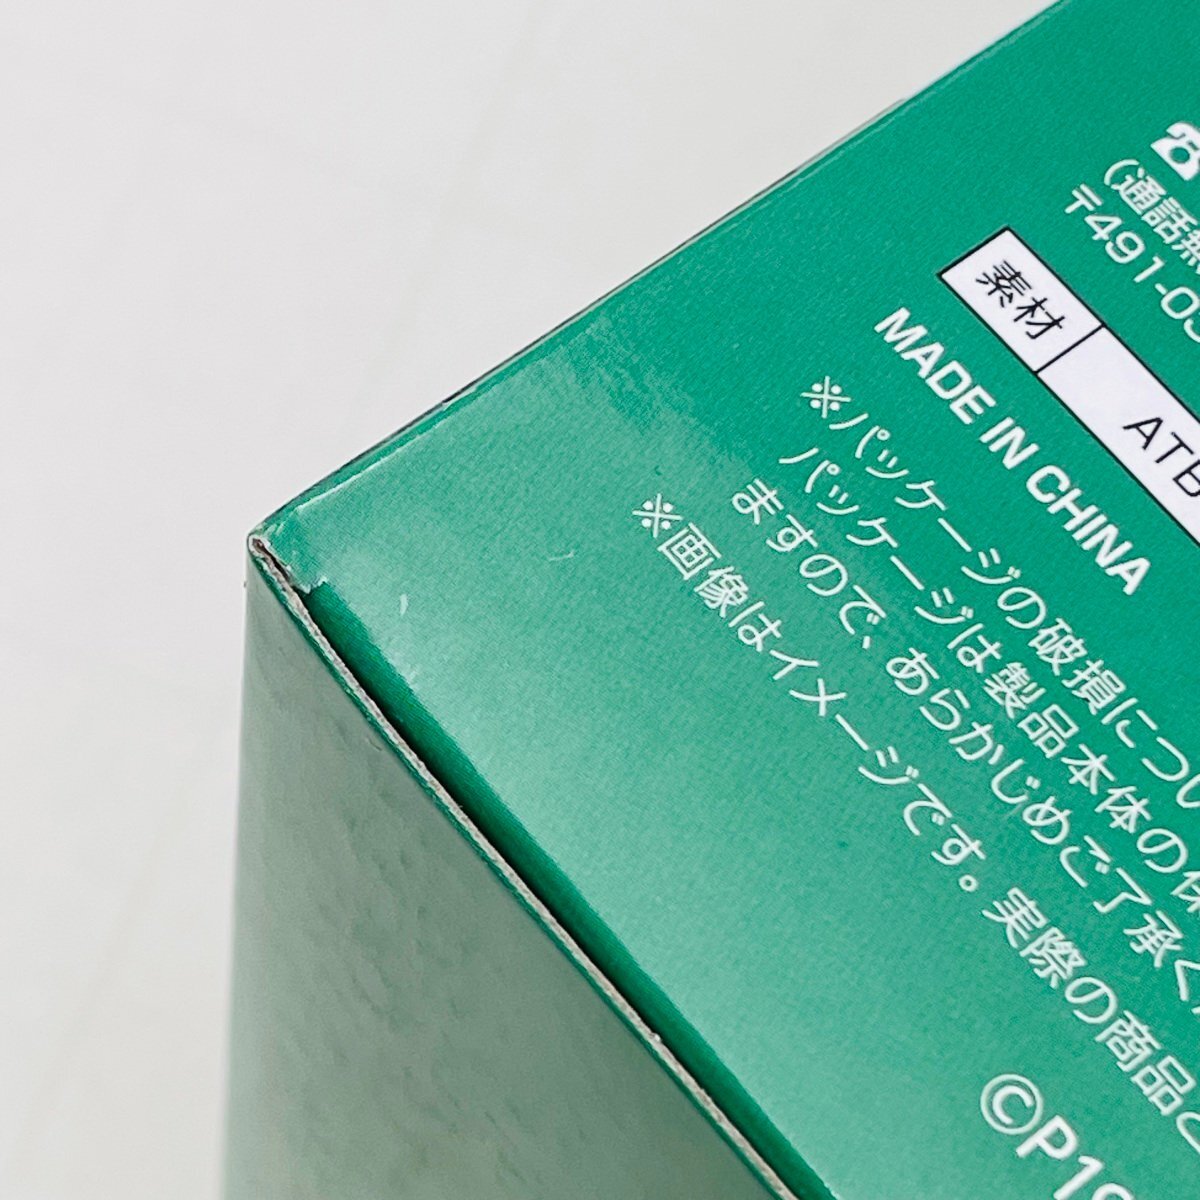 (通話無
〒491-03
素材
ATB
MADE IN CHINA
※パッケージの破損につい
パッケージは製品本体の保
ますので、あらかじめご了承く
※画像はイメージです。実際の商品と
©P19